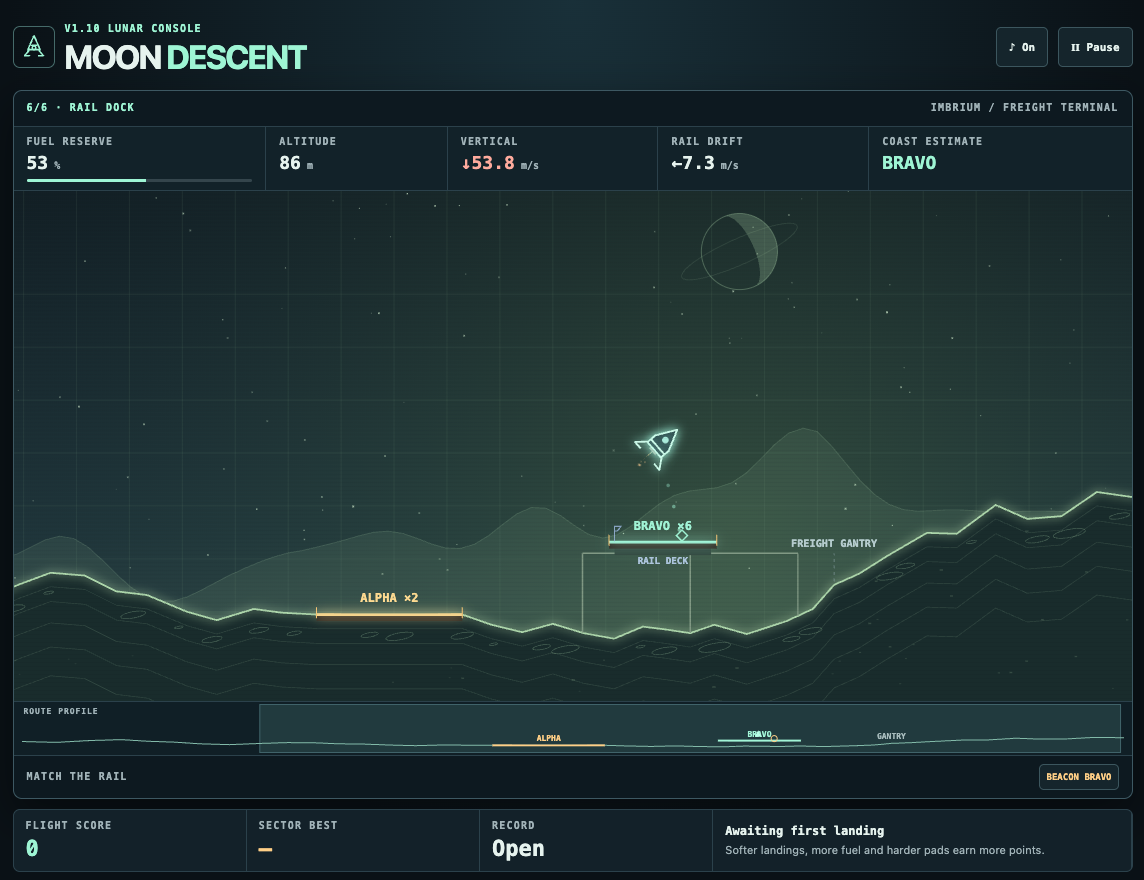 V1.10 LUNAR CONSOLE
MOON DESCENT
♪ On
II Pause
6/6 · RAIL DOCK
IMBRIUM / FREIGHT TERMINAL
FUEL RESERVE
53 %
ALTITUDE
86 m
VERTICAL
↓53.8 m/s
RAIL DRIFT
←7.3 m/s
COAST ESTIMATE
BRAVO
BRAVO ×6
FREIGHT GANTRY
RAIL DECK
ALPHA ×2
ROUTE PROFILE
BRAVO
GANTRY
ALPHA
MATCH THE RAIL
BEACON BRAVO
FLIGHT SCORE
0
SECTOR BEST
—
RECORD
Open
Awaiting first landing
Softer landings, more fuel and harder pads earn more points.